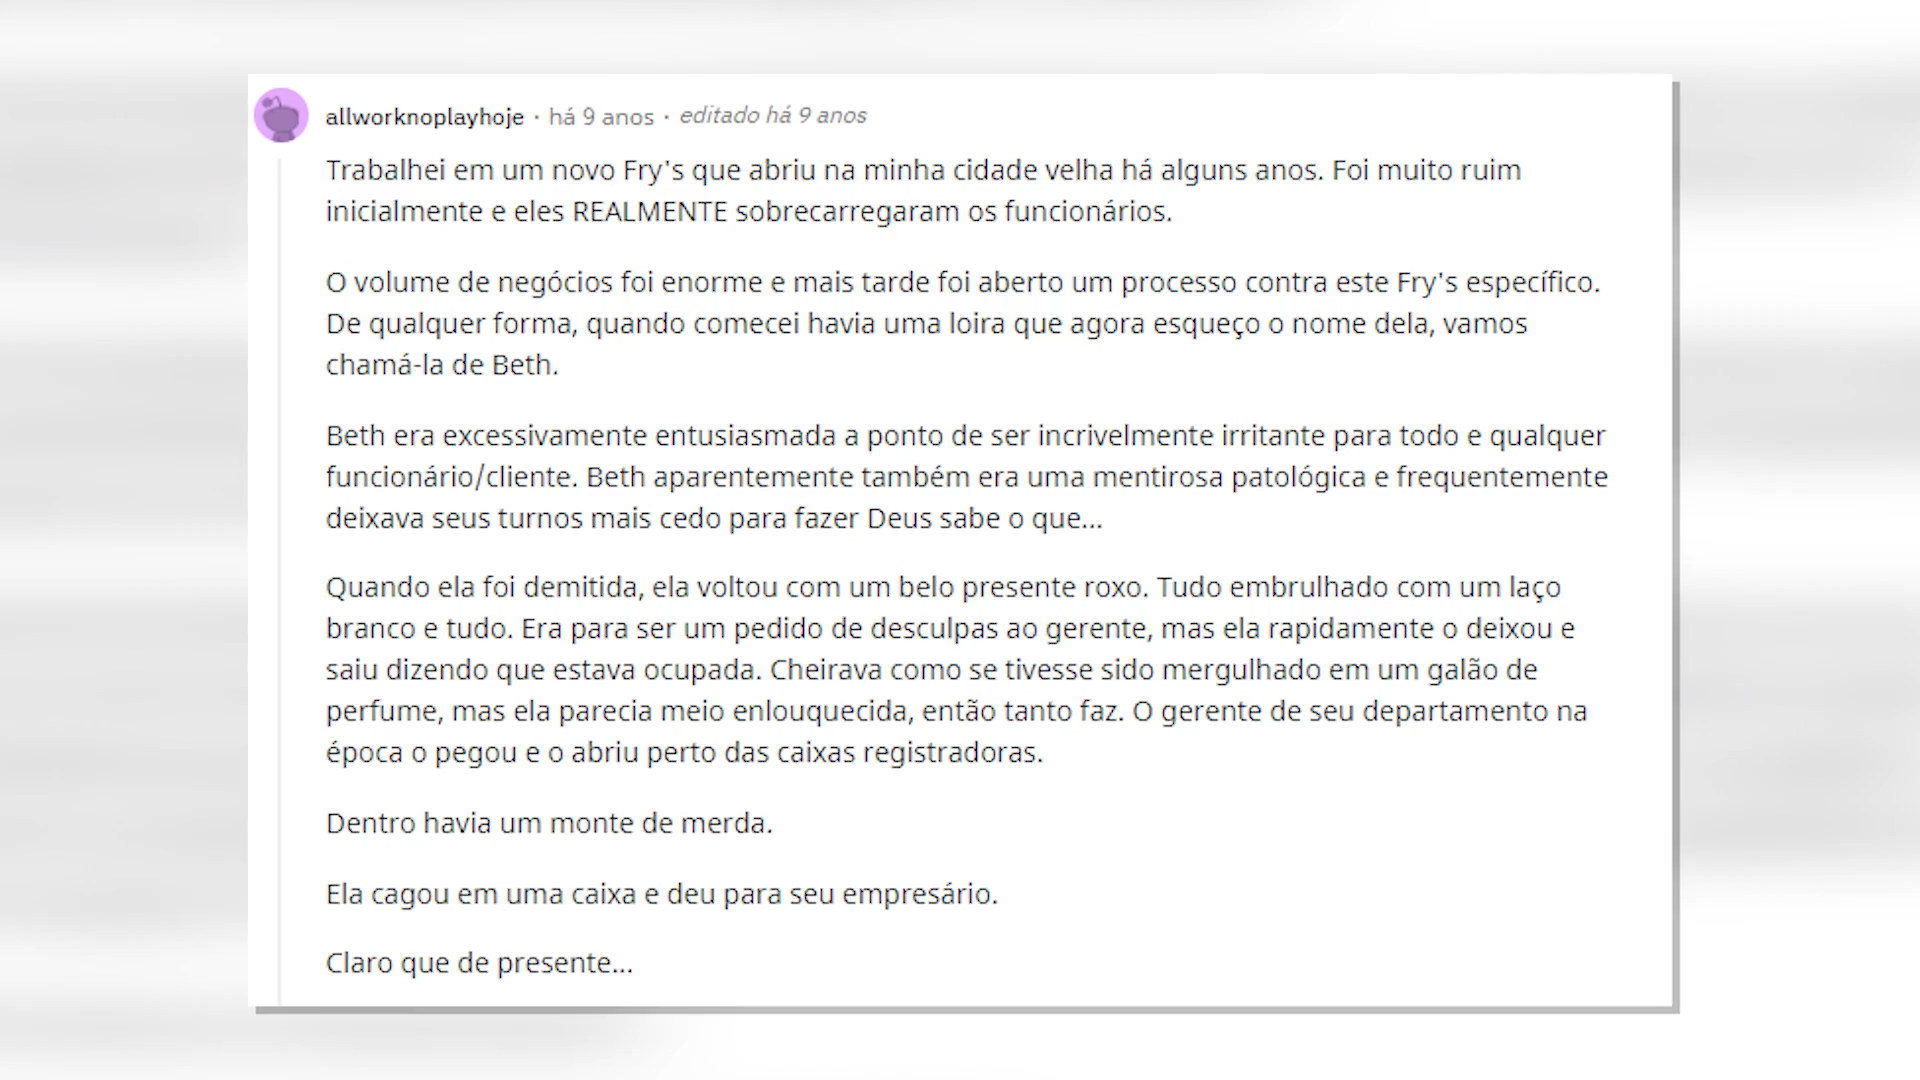 allworknoplayhoje · há 9 anos · editado há 9 anos
Trabalhei em um novo Fry's que abriu na minha cidade velha há alguns anos. Foi muito ruim
inicialmente e eles REALMENTE sobrecarregaram os funcionários.
O volume de negócios foi enorme e mais tarde foi aberto um processo contra este Fry's específico.
De qualquer forma, quando comecei havia uma loira que agora esqueço o nome dela, vamos
chamá-la de Beth.
Beth era excessivamente entusiasmada a ponto de ser incrivelmente irritante para todo e qualquer
funcionário/cliente. Beth aparentemente também era uma mentirosa patológica e frequentemente
deixava seus turnos mais cedo para fazer Deus sabe o que...
Quando ela foi demitida, ela voltou com um belo presente roxo. Tudo embrulhado com um laço
branco e tudo. Era para ser um pedido de desculpas ao gerente, mas ela rapidamente o deixou e
saiu dizendo que estava ocupada. Cheirava como se tivesse sido mergulhado em um galão de
perfume, mas ela parecia meio enlouquecida, então tanto faz. O gerente de seu departamento na
época o pegou e o abriu perto das caixas registradoras.
Dentro havia um monte de merda.
Ela cagou em uma caixa e deu para seu empresário.
Claro que de presente...